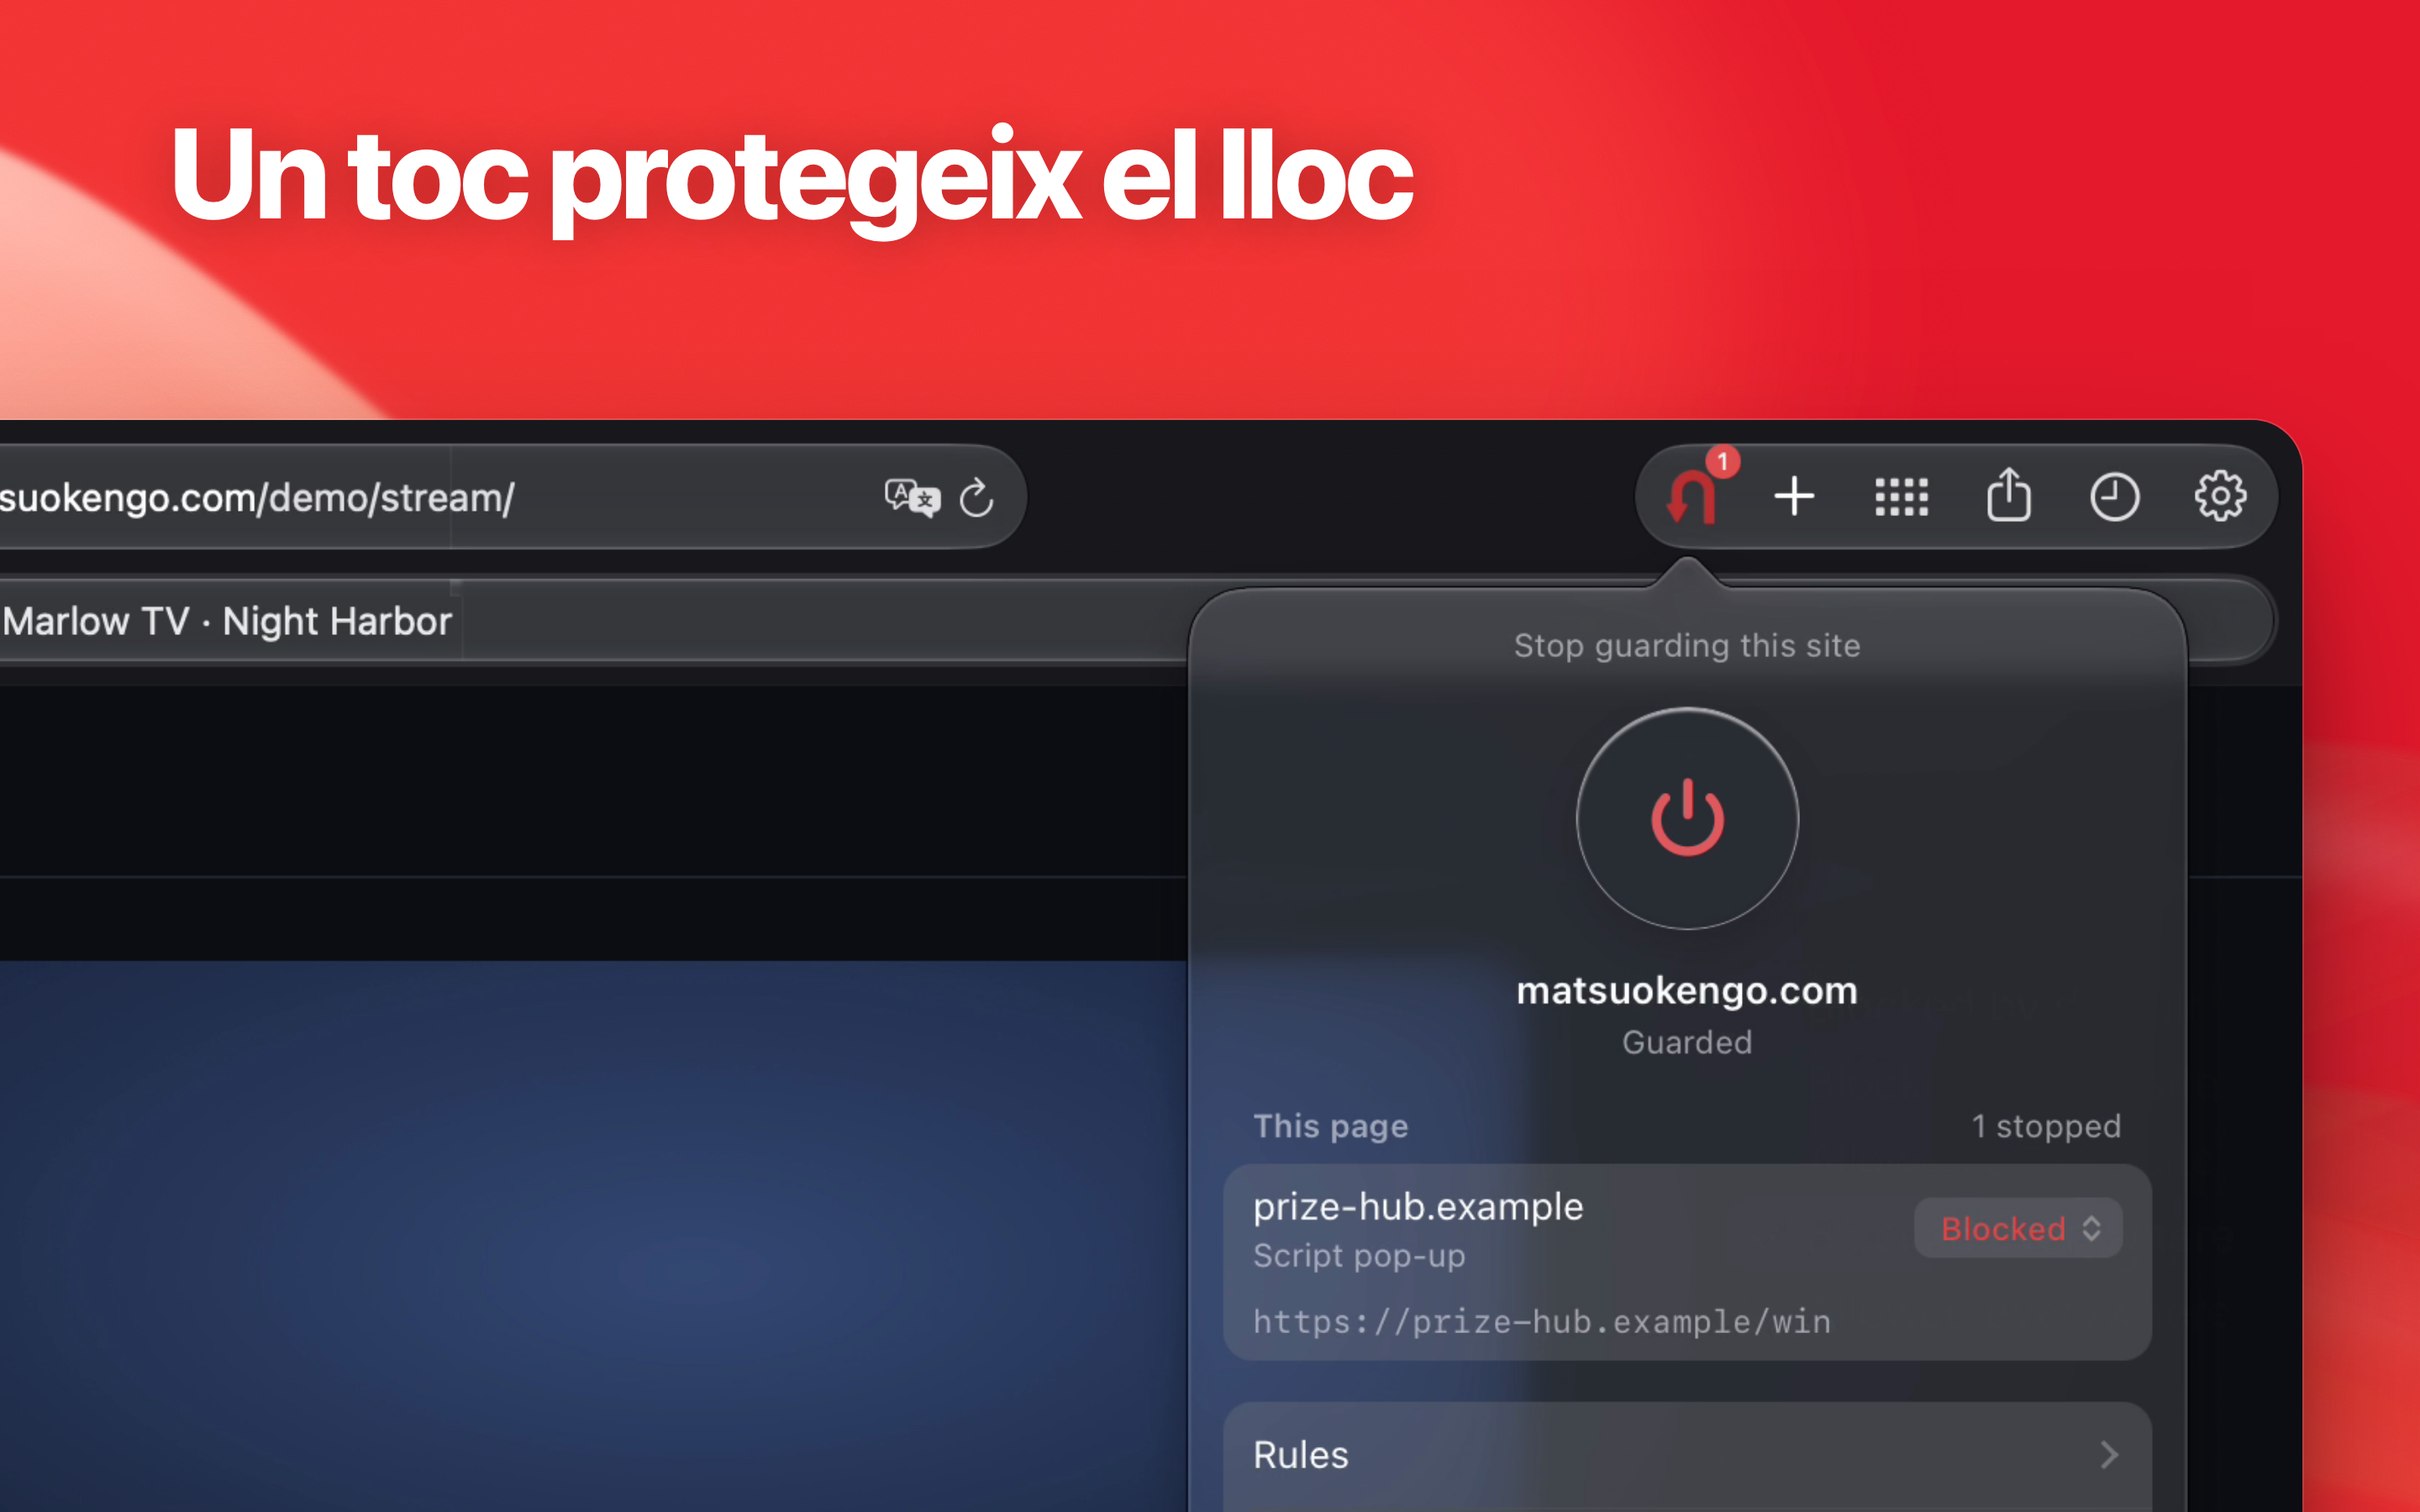 Un toc protegeix el lloc
suokengo.com/demo/stream/
1
Marlow TV · Night Harbor
Stop guarding this site
matsuokengo.com
Guarded
This page
1 stopped
prize-hub.example
Script pop-up
Blocked
https://prize-hub.example/win
Rules